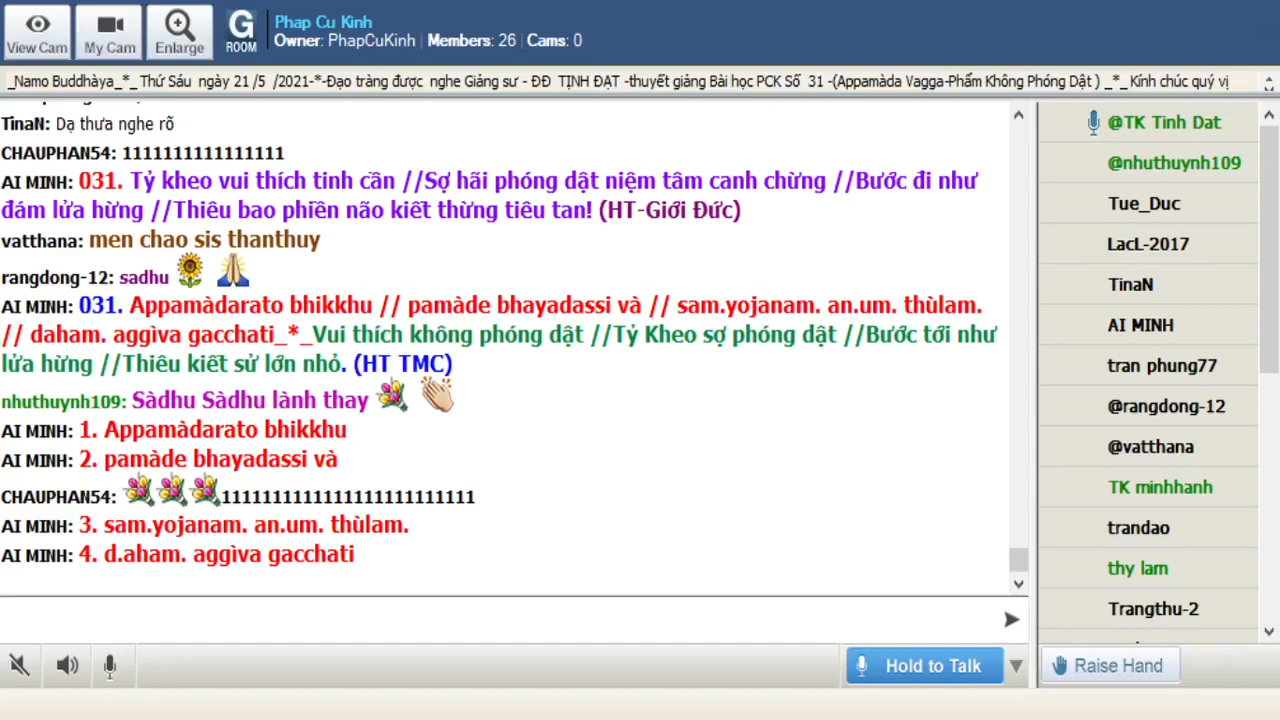 View Cam
My Cam
Enlarge
G
ROOM
Phap Cu Kinh
Owner: PhapCuKinh | Members: 26 | Cams: 0
_Namo Buddhàya_*_ Thứ Sáu ngày 21 /5 /2021-*-Đạo tràng được nghe Giảng sư - ĐĐ TỊNH ĐẠT -thuyết giảng Bài học PCK Số 31 -(Appamàda Vagga-Phẩm Không Phóng Dật ) _*_ Kính chúc quý vị
TinaN: Dạ thưa nghe rõ
CHAUPHAN54: 1111111111111111
AI MINH: 031. Tỷ kheo vui thích tinh cần //Sợ hãi phóng dật niệm tâm canh chừng //Bước đi như
đám lửa hừng //Thiêu bao phiền não kiết thừng tiêu tan! (HT-Giới Đức)
vatthana: men chao sis thanthuy
rangdong-12: sadhu
AI MINH: 031. Appamàdarato bhikkhu // pamàde bhayadassi và // sam.yojanam. an.um. thùlam.
// daham. aggìva gacchati_*_Vui thích không phóng dật //Tỷ Kheo sợ phóng dật //Bước tới như
lửa hừng //Thiêu kiết sử lớn nhỏ. (HT TMC)
nhuthuynh109: Sàdhu Sàdhu lành thay
AI MINH: 1. Appamàdarato bhikkhu
AI MINH: 2. pamàde bhayadassi và
CHAUPHAN54: 1111111111111111111111111
AI MINH: 3. sam.yojanam. an.um. thùlam.
AI MINH: 4. d.aham. aggìva gacchati
@TK Tinh Dat
@nhuthuynh109
Tue_Duc
LacL-2017
TinaN
AI MINH
tran phung77
@rangdong-12
@vatthana
TK minhhanh
trandao
thy lam
Trangthu-2
Hold to Talk
Raise Hand